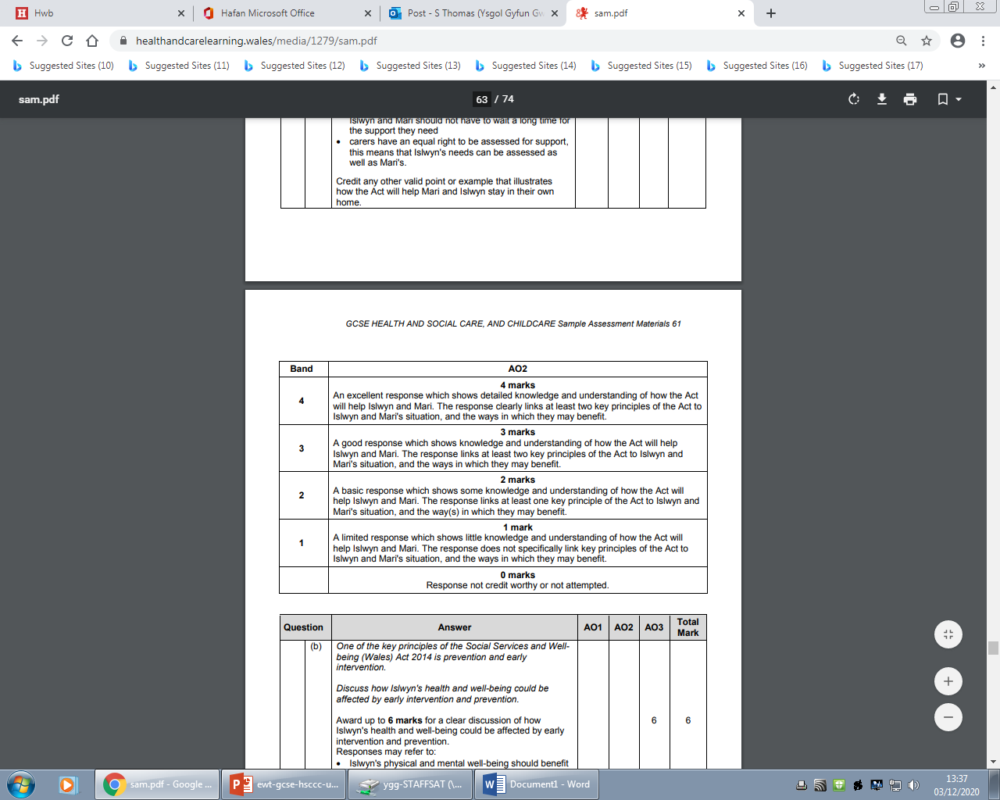 Hwb
Hafan Microsoft Office
Post - S Thomas (Ysgol Gyfun Gw
sam.pdf
healthandcarelearning.wales/media/1279/sam.pdf
Suggested Sites (10)
Suggested Sites (11)
Suggested Sites (12)
Suggested Sites (13)
Suggested Sites (14)
Suggested Sites (15)
Suggested Sites (16)
Suggested Sites (17)
»
sam.pdf
63 / 74
Islwyn and Mari should not have to wait a long time for
the support they need
• carers have an equal right to be assessed for support,
this means that Islwyn's needs can be assessed as
well as Mari's.
Credit any other valid point or example that illustrates
how the Act will help Mari and Islwyn stay in their own
home.
GCSE HEALTH AND SOCIAL CARE, AND CHILDCARE Sample Assessment Materials 61
Band AO2
4 marks
4
An excellent response which shows detailed knowledge and understanding of how the Act
will help Islwyn and Mari. The response clearly links at least two key principles of the Act to
Islwyn and Mari's situation, and the ways in which they may benefit.
3 marks
3
A good response which shows knowledge and understanding of how the Act will help
Islwyn and Mari. The response links at least two key principles of the Act to Islwyn and
Mari's situation, and the ways in which they may benefit.
2 marks
2
A basic response which shows some knowledge and understanding of how the Act will
help Islwyn and Mari. The response links at least one key principle of the Act to Islwyn and
Mari's situation, and the way(s) in which they may benefit.
1 mark
1
A limited response which shows little knowledge and understanding of how the Act will
help Islwyn and Mari. The response does not specifically link key principles of the Act to
Islwyn and Mari's situation, and the ways in which they may benefit.
0 marks
Response not credit worthy or not attempted.
Question Answer AO1 AO2 AO3 Total
Mark
(b) One of the key principles of the Social Services and Well-
being (Wales) Act 2014 is prevention and early
intervention.
Discuss how Islwyn's health and well-being could be
affected by early intervention and prevention.
Award up to 6 marks for a clear discussion of how 6 6
Islwyn's health and well-being could be affected by early
intervention and prevention.
Responses may refer to:
• Islwyn's physical and mental well-being should benefit
sam.pdf - Google ...
ewt-gcse-hsccc-u...
ygg-STAFFSAT (\...
Document1 - Word
13:37
03/12/2020